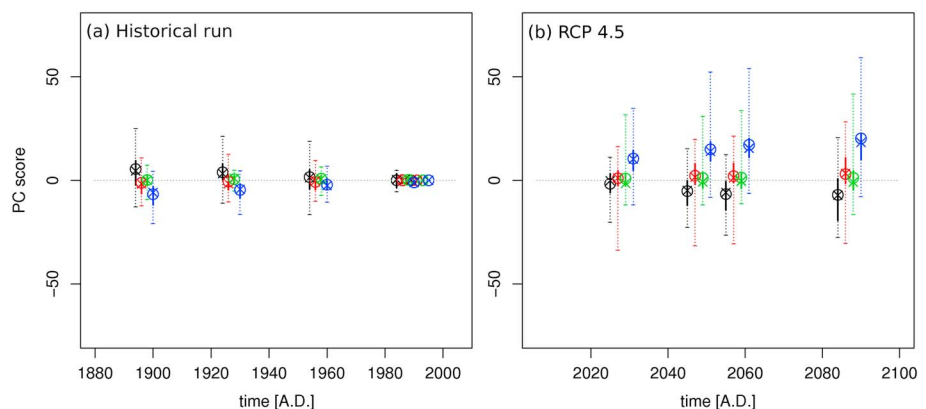 (a) Historical run
(b) RCP 4.5
PC score
50
0
−50
50
0
−50
1880 1900 1920 1940 1960 1980 2000
2020 2040 2060 2080 2100
time [A.D.]
time [A.D.]